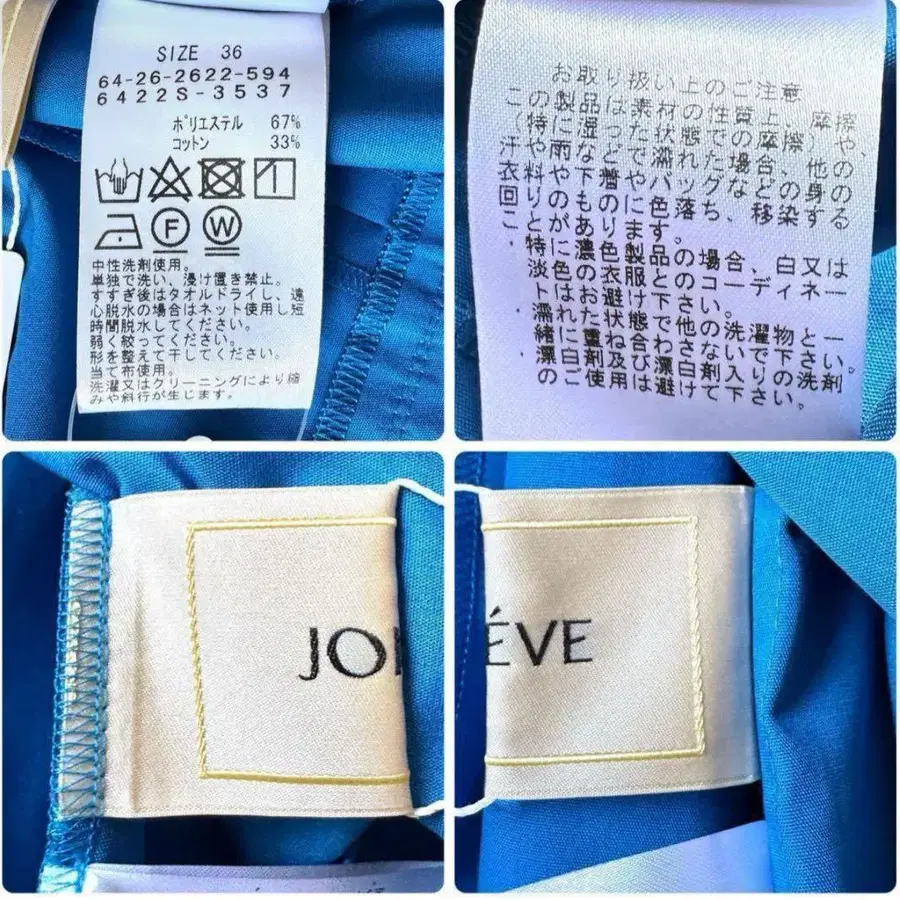 SIZE 36
64-26-2622-594
6422S-3537
ポリエステル 67%
コットン 33%
F
W
中性洗剤使用。
単独で洗い、浸け置き禁止。
すすぎ後はタオルドライし、遠
心脱水の場合はネット使用し短
時間脱水してください。
弱く絞ってください。
形を整えて干してください。
当て布使用。
洗濯又はクリーニングにより縮
みや斜行が生じます。
お取り扱い上のご注意
この製品は素材の性質上、摩擦
(特に湿った状態での摩擦)や、
汗や雨などで濡れた場合、他の
衣料や下着やバッグなどの身の
回りのものに色落ち、移染する
ことがあります。
・特に濃色製品の場合、白又は
淡色の衣服とのコーディネー
トはお避け下さい。
・濡れた状態で他の洗濯物と一
緒に重ね合わさないで下さい。
・漂白剤及び漂白剤入りの洗剤
のご使用は避けて下さい。
JO
ÉVE